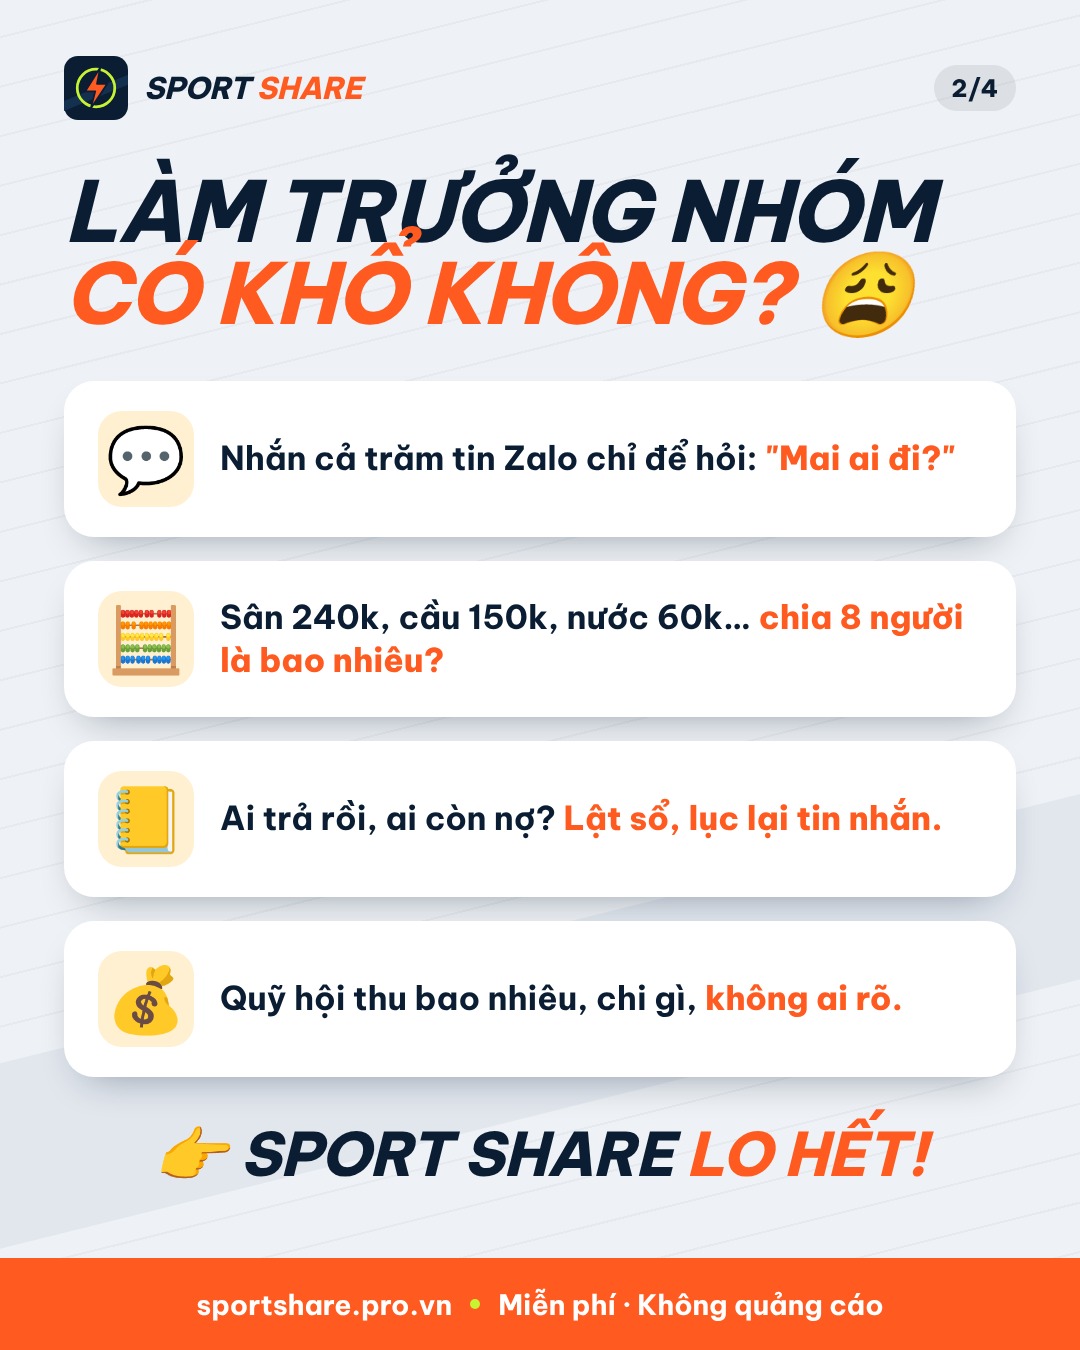 SPORT SHARE
2/4
LÀM TRƯỞNG NHÓM
CÓ KHỔ KHÔNG? 😩
Nhắn cả trăm tin Zalo chỉ để hỏi: "Mai ai đi?"
Sân 240k, cầu 150k, nước 60k... chia 8 người
là bao nhiêu?
Ai trả rồi, ai còn nợ? Lật sổ, lục lại tin nhắn.
Quỹ hội thu bao nhiêu, chi gì, không ai rõ.
👉 SPORT SHARE LO HẾT!
sportshare.pro.vn • Miễn phí · Không quảng cáo